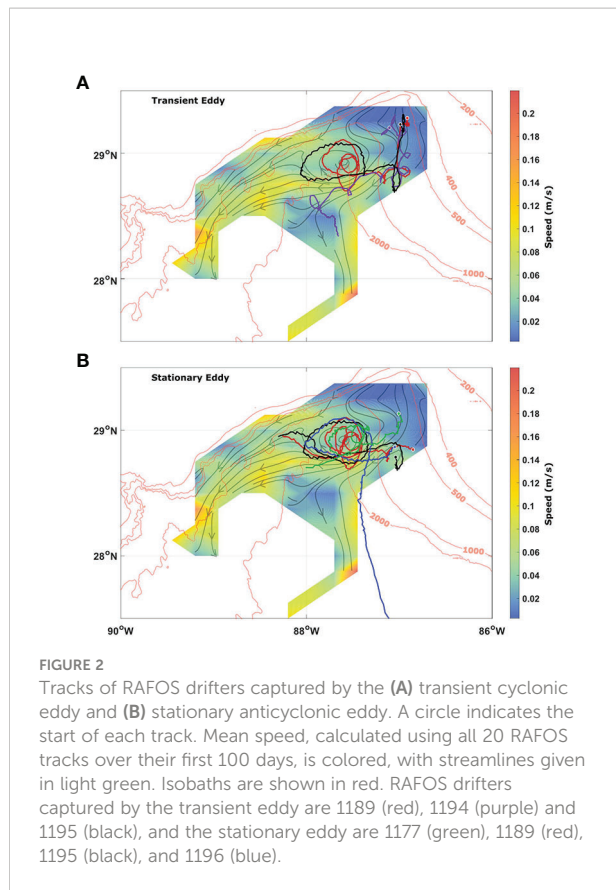 A
Transient Eddy
200
29°N
400
500
2000
28°N
1000
0.2
0.18
0.16
0.14
0.12
0.1
0.08
0.06
0.04
0.02
Speed (m/s)
B
Stationary Eddy
200
29°N
400
500
2000
28°N
1000
0.2
0.18
0.16
0.14
0.12
0.1
0.08
0.06
0.04
0.02
Speed (m/s)
90°W
88°W
86°W
FIGURE 2
Tracks of RAFOS drifters captured by the (A) transient cyclonic
eddy and (B) stationary anticyclonic eddy. A circle indicates the
start of each track. Mean speed, calculated using all 20 RAFOS
tracks over their first 100 days, is colored, with streamlines given
in light green. Isobaths are shown in red. RAFOS drifters
captured by the transient eddy are 1189 (red), 1194 (purple) and
1195 (black), and the stationary eddy are 1177 (green), 1189 (red),
1195 (black), and 1196 (blue).